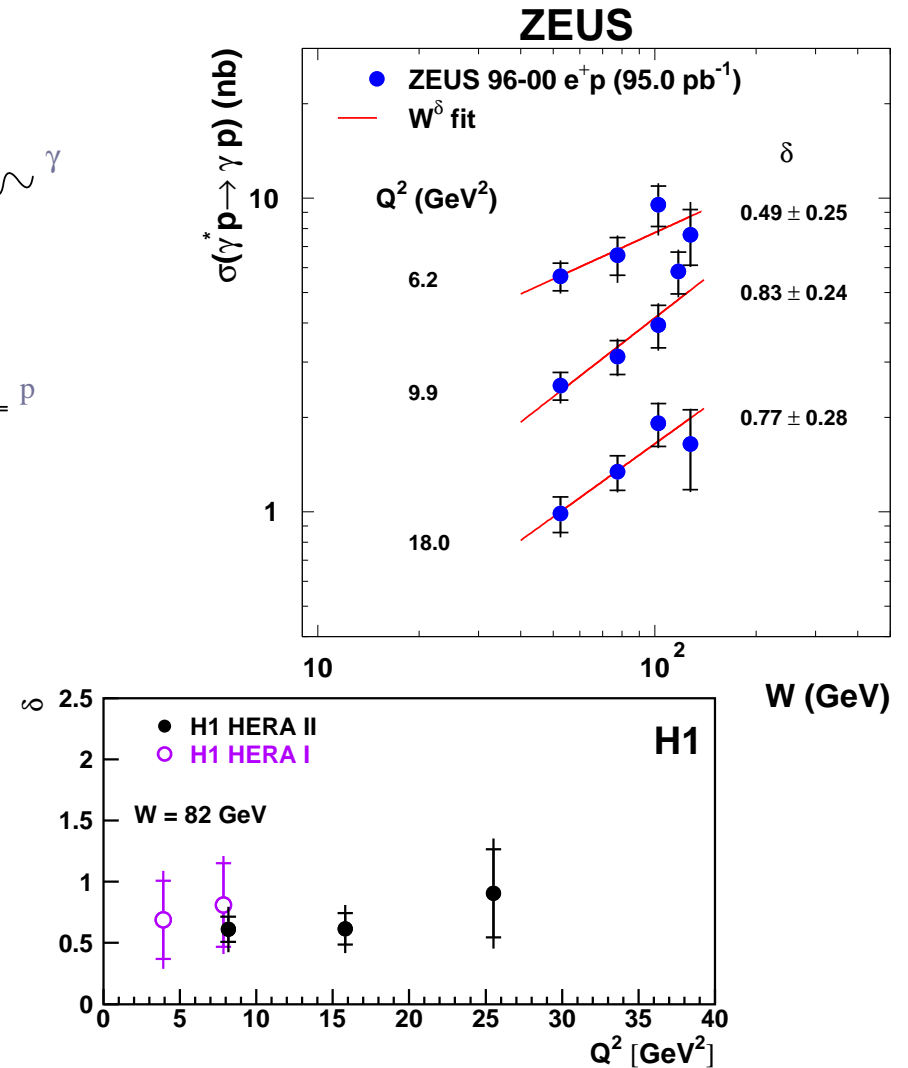 ZEUS
σ(γ* p→ γ p) (nb)
ZEUS 96-00 e⁺p (95.0 pb⁻¹)
W^δ fit
δ
γ
10
Q² (GeV²)
0.49 ± 0.25
6.2
0.83 ± 0.24
p
9.9
0.77 ± 0.28
1
18.0
10
10²
W (GeV)
δ
2.5
H1 HERA II
H1
H1 HERA I
2
W = 82 GeV
1.5
1
0.5
0
0 5 10 15 20 25 30 35 40
Q² [GeV²]